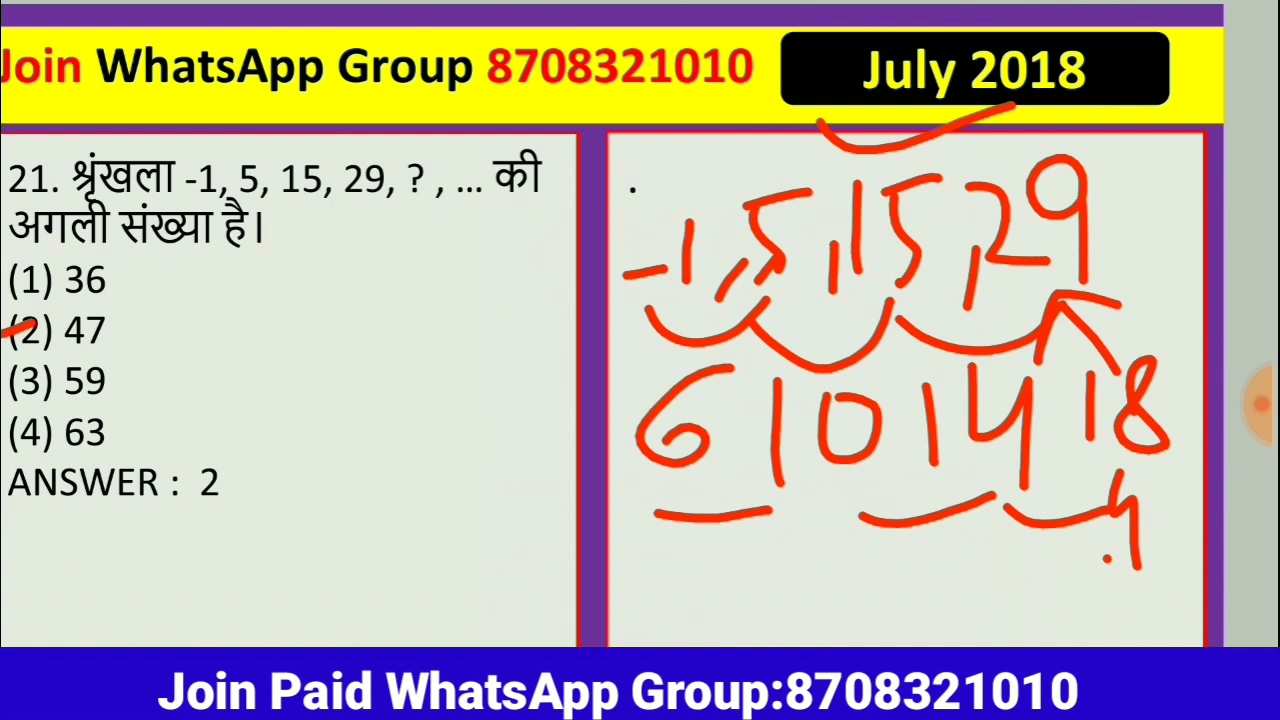 Join WhatsApp Group 8708321010
July 2018
21. श्रृंखला -1, 5, 15, 29, ? , ... की
अगली संख्या है।
(1) 36
(2) 47
(3) 59
(4) 63
ANSWER : 2
.
-1, 5, 15, 29
6 10 14 18
4
Join Paid WhatsApp Group:8708321010